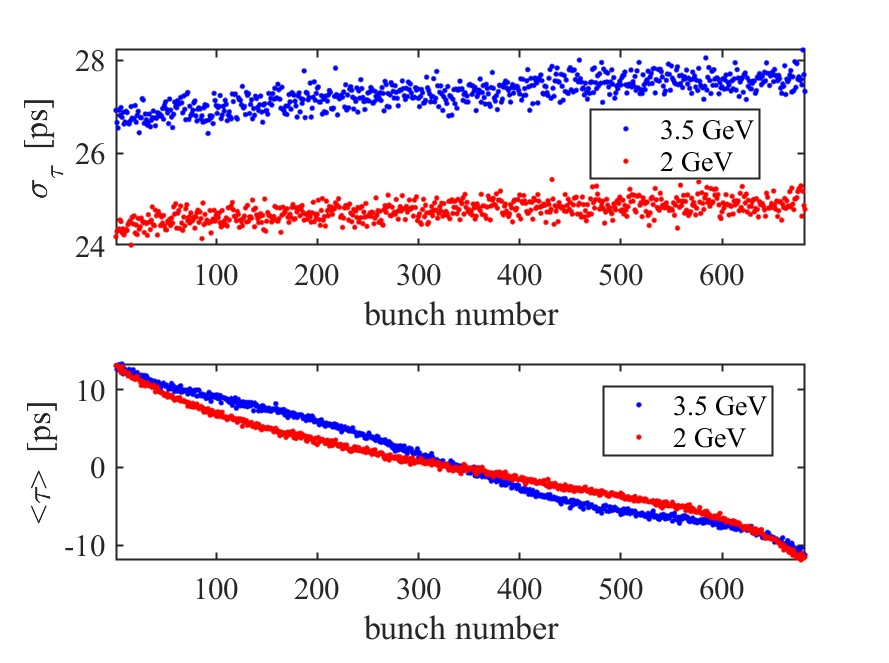 28
26
24
σ_τ [ps]
3.5 GeV
2 GeV
100 200 300 400 500 600
bunch number
10
0
-10
<τ> [ps]
3.5 GeV
2 GeV
100 200 300 400 500 600
bunch number